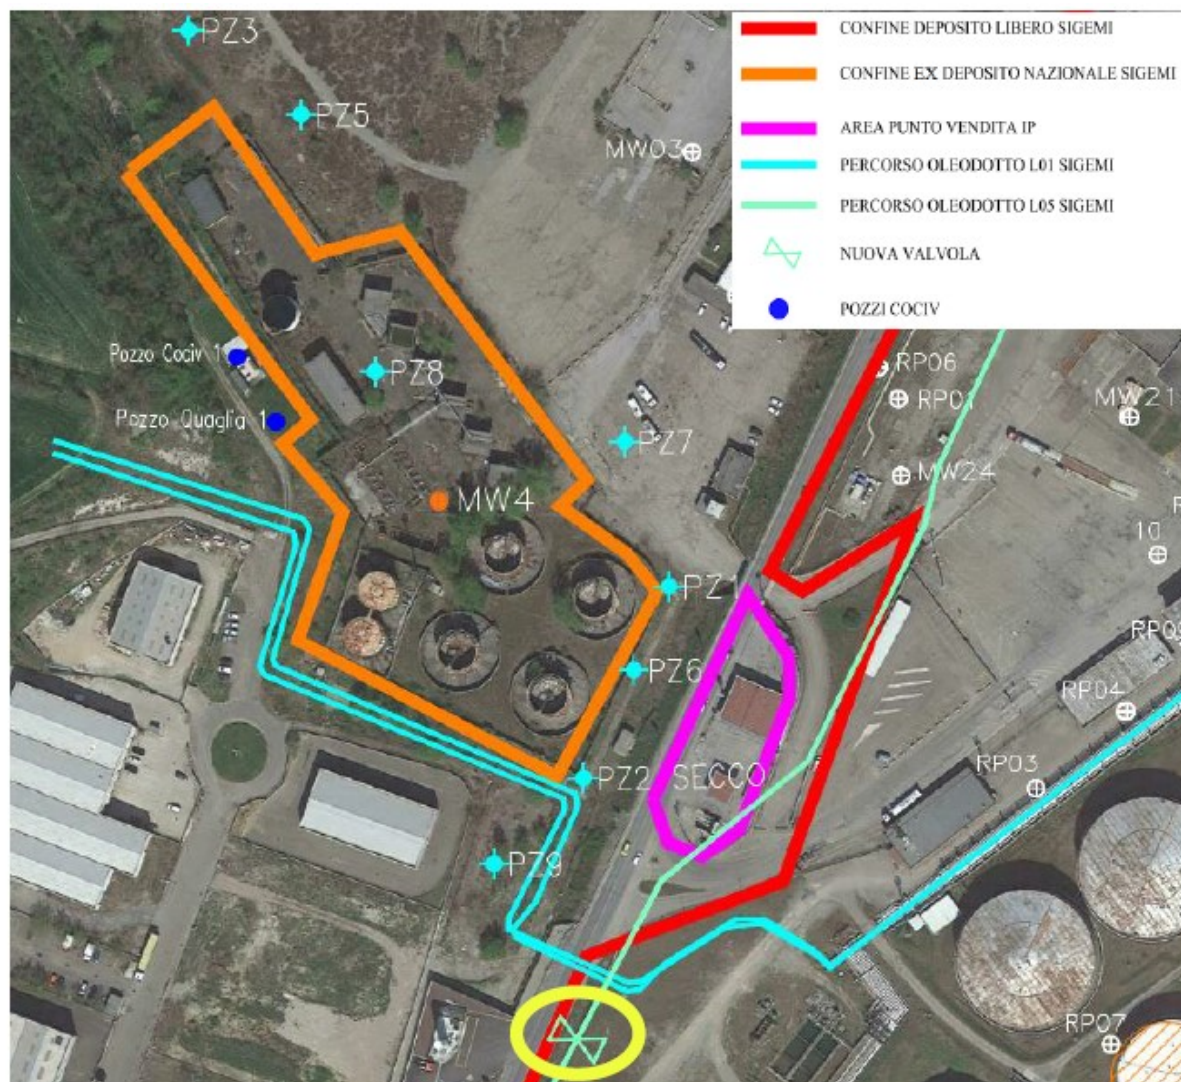 PZ3
CONFINE DEPOSITO LIBERO SIGEMI
CONFINE EX DEPOSITO NAZIONALE SIGEMI
PZ5
AREA PUNTO VENDITA IP
MW03
PERCORSO OLEODOTTO L01 SIGEMI
PERCORSO OLEODOTTO L05 SIGEMI
NUOVA VALVOLA
POZZI COCIV
Pozzo Cociv 1
PZ8
RP06
RP01
MW21
Pozzo Quaglia 1
PZ7
MW24
MW4
10
PZ1
RP09
PZ6
RP04
PZ2 SECCO
RP03
PZ9
RP07